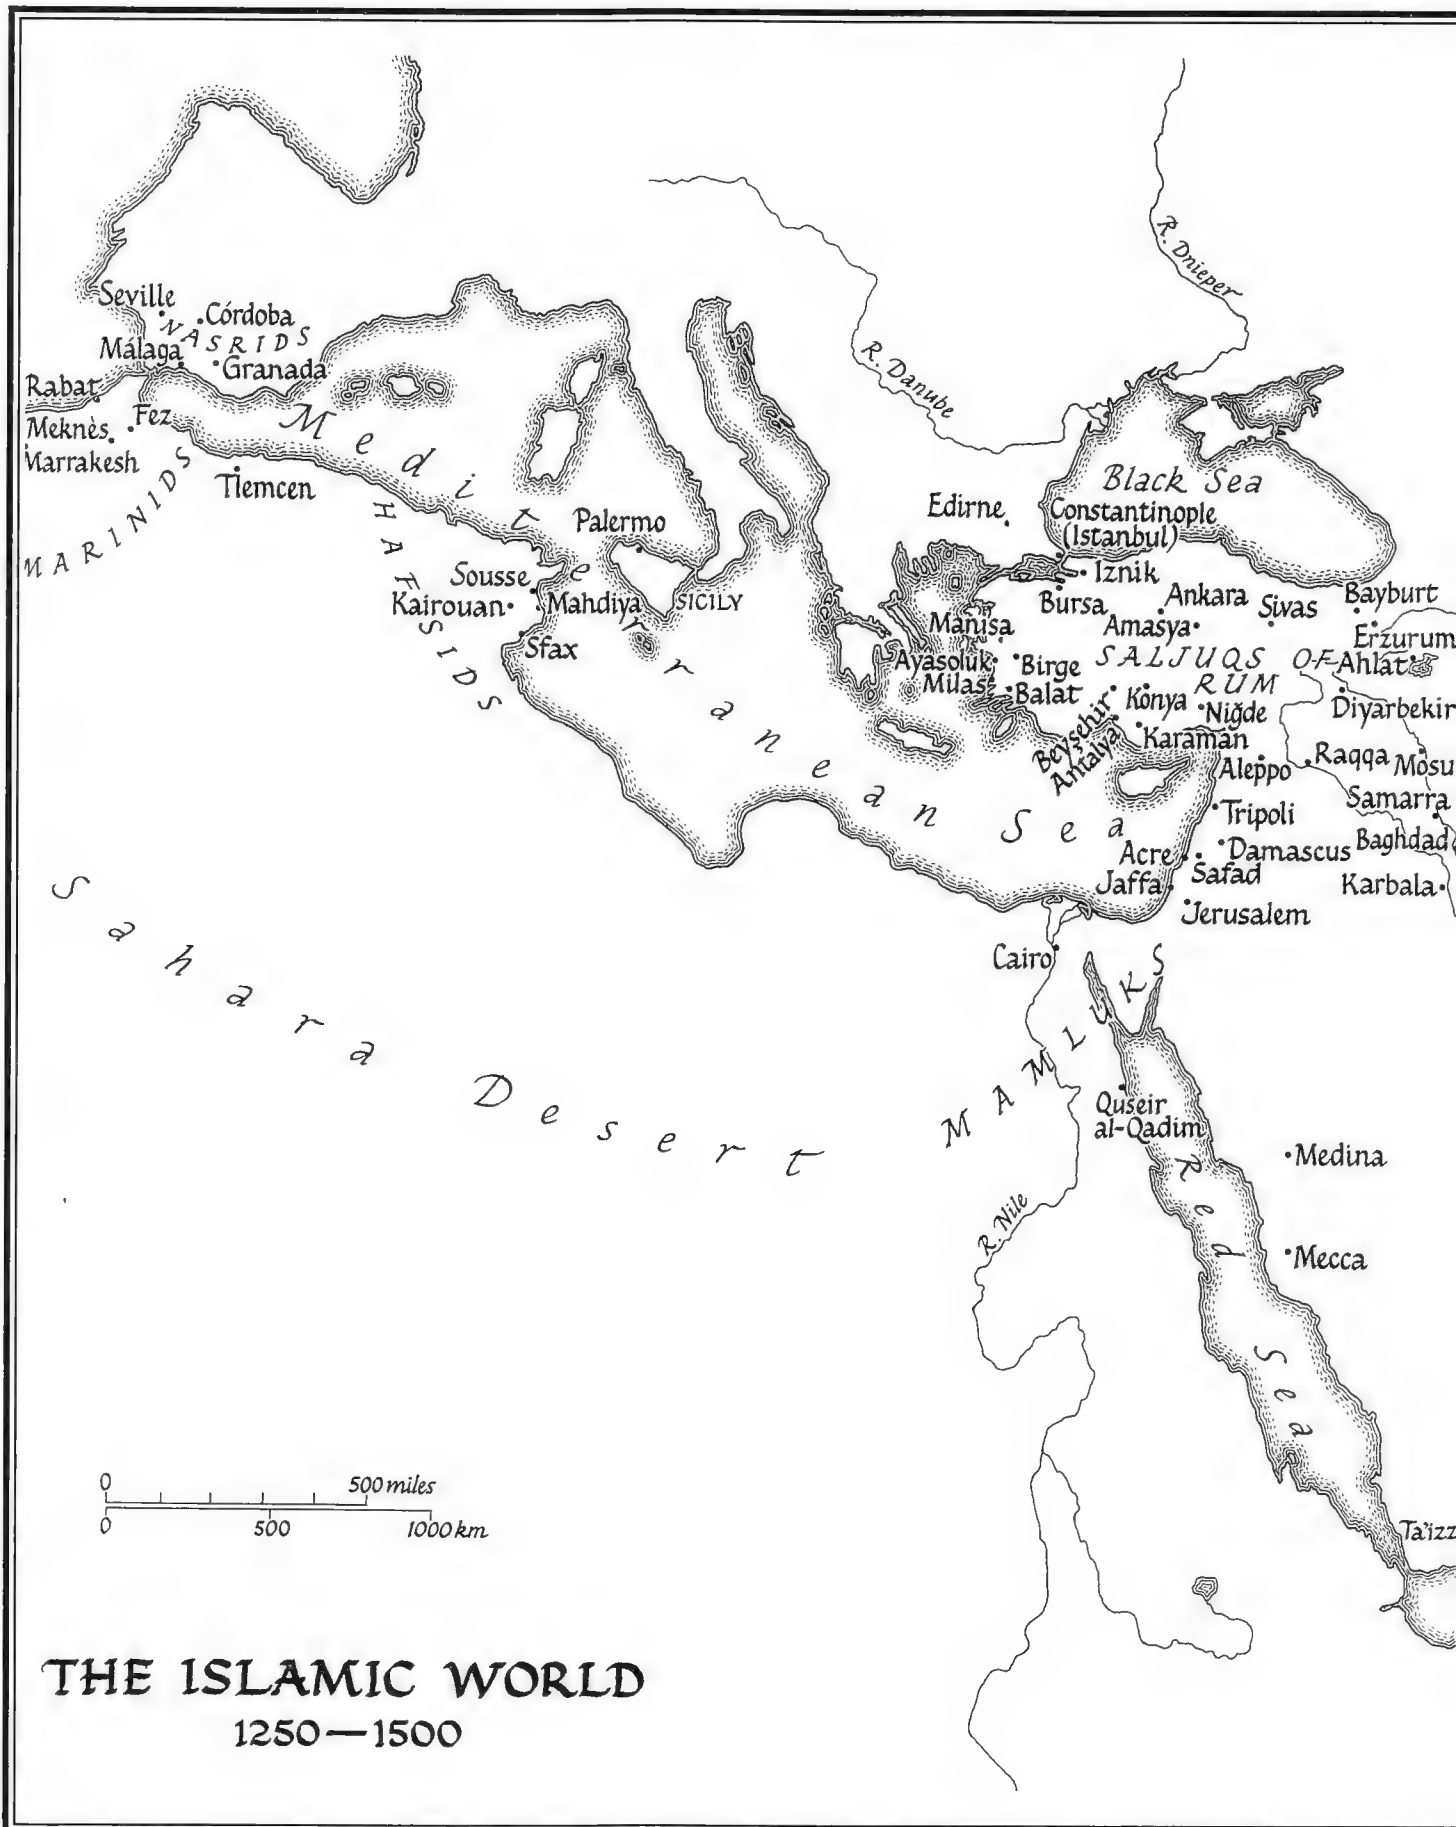 R. Dnieper
R. Danube
Seville
Córdoba
NASRIDS
Málaga
Granada
Rabat
Fez
Meknès
Marrakesh
Tlemcen
MARINIDS
HAFSIDS
Mediterranean Sea
Black Sea
Palermo
SICILY
Sousse
Kairouan
Mahdiya
Sfax
Edirne
Constantinople
(Istanbul)
Iznik
Bursa
Ankara
Sivas
Bayburt
Amasya
Erzurum
Manisa
Ayasoluk
Birge
SALJUQS OF
RUM
Ahlat
Milas
Balat
Konya
Niğde
Diyarbekir
Beyşehir
Antalya
Karaman
Aleppo
Raqqa
Mosu
Samarra
Tripoli
Damascus
Baghdad
Acre
Safad
Jaffa
Karbala
Jerusalem
Cairo
MAMLUKS
Sahara Desert
Quseir
al-Qadim
Medina
R. Nile
Red Sea
Mecca
Ta'izz
0 500 miles
0 500 1000 km
THE ISLAMIC WORLD
1250—1500